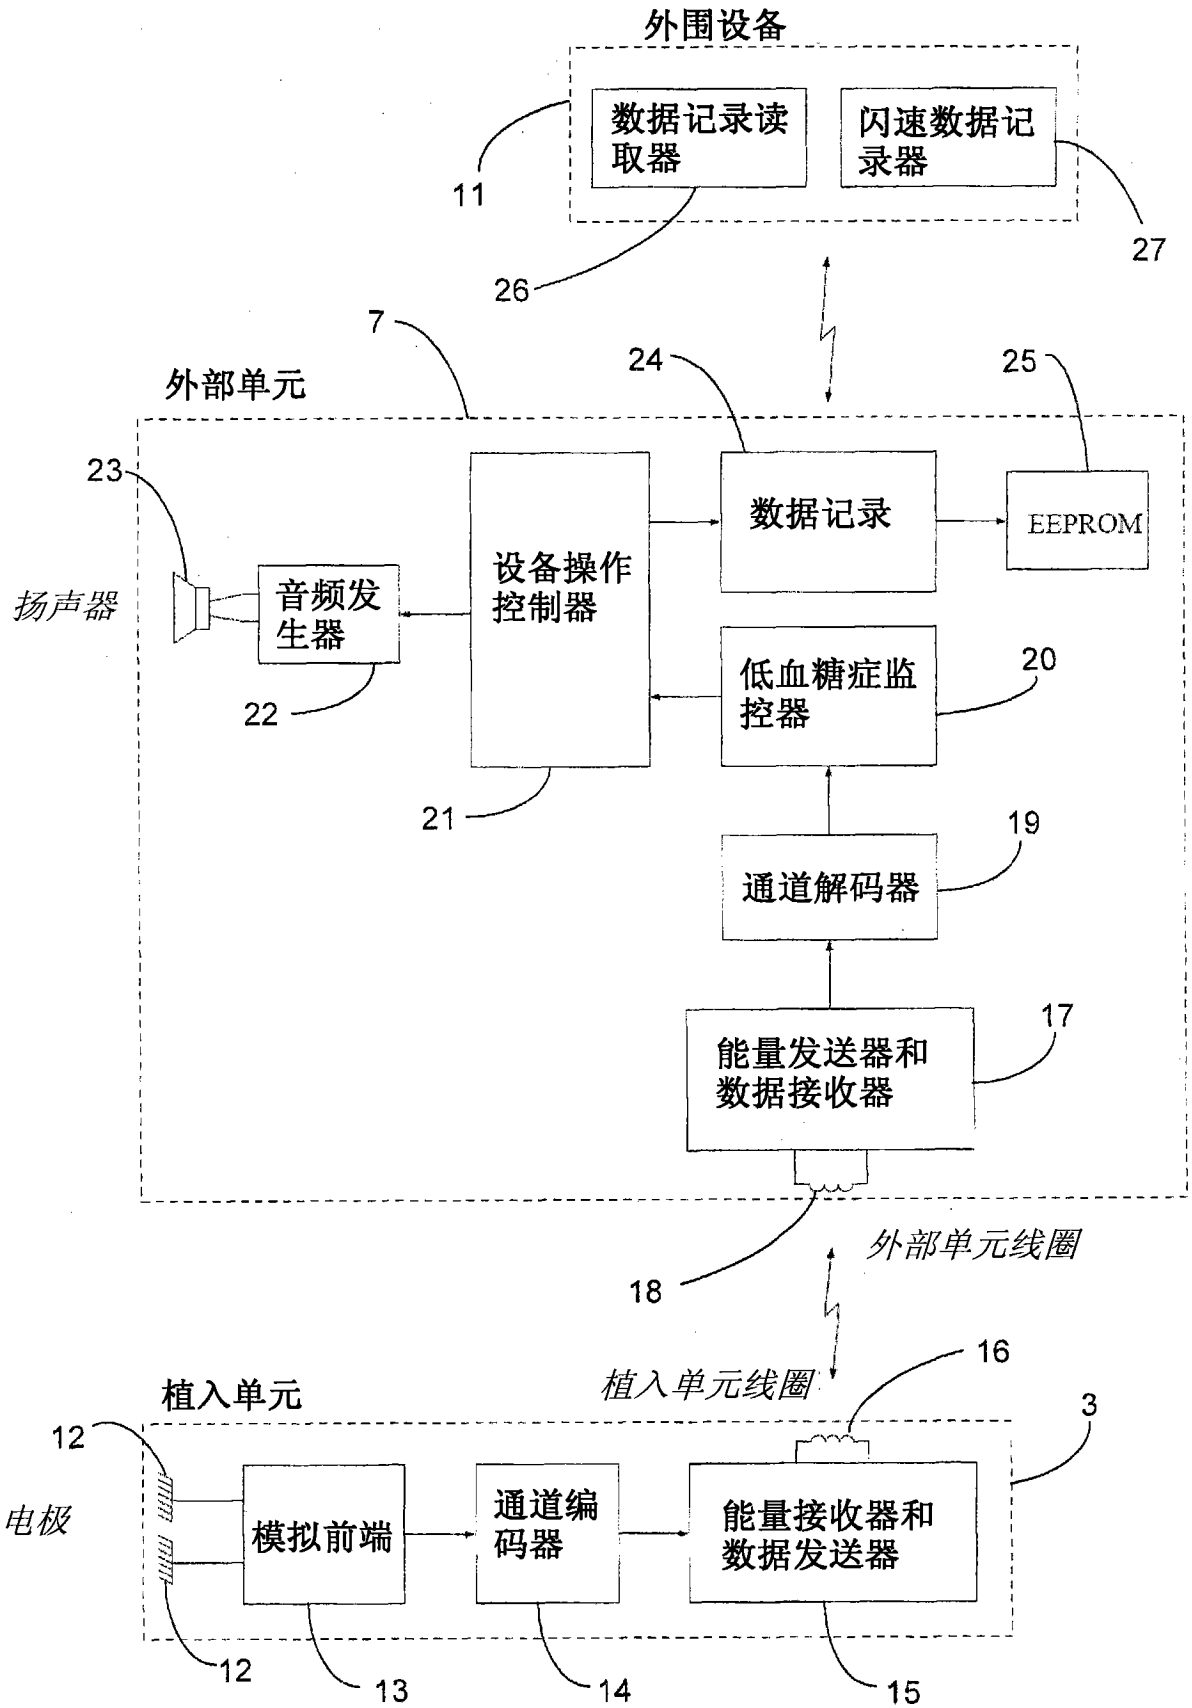 外围设备
数据记录读
取器
闪速数据记
录器
11
26
27
7
24
25
外部单元
23
扬声器
音频发
生器
22
设备操作
控制器
21
数据记录
EEPROM
低血糖症监
控器
20
19
通道解码器
17
能量发送器和
数据接收器
18
外部单元线圈
植入单元线圈
16
植入单元
3
12
电极
12
模拟前端
13
通道编
码器
14
能量接收器和
数据发送器
15